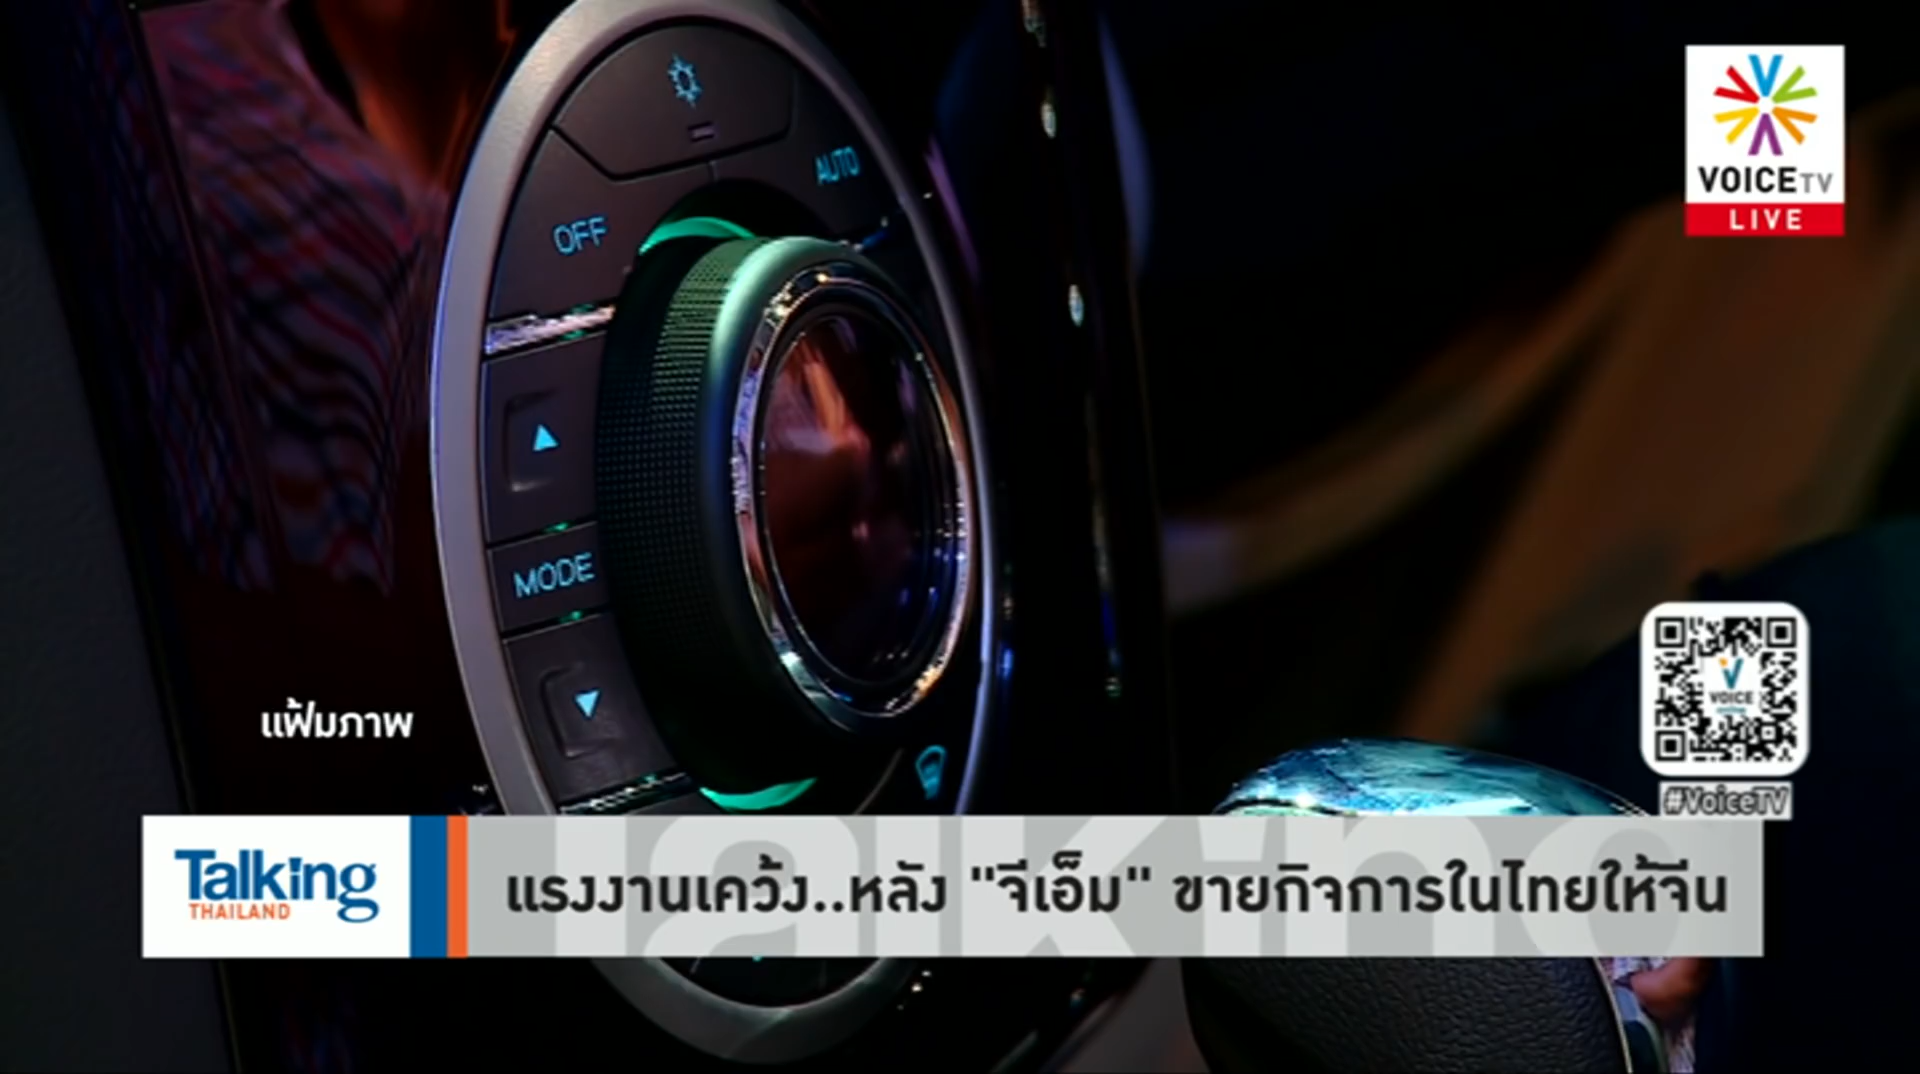 VOICE TV
LIVE
AUTO
OFF
MODE
แฟ้มภาพ
VOICE
#VoiceTV
Talking
THAILAND
แรงงานเคว้ง..หลัง "จีเอ็ม" ขายกิจการในไทยให้จีน